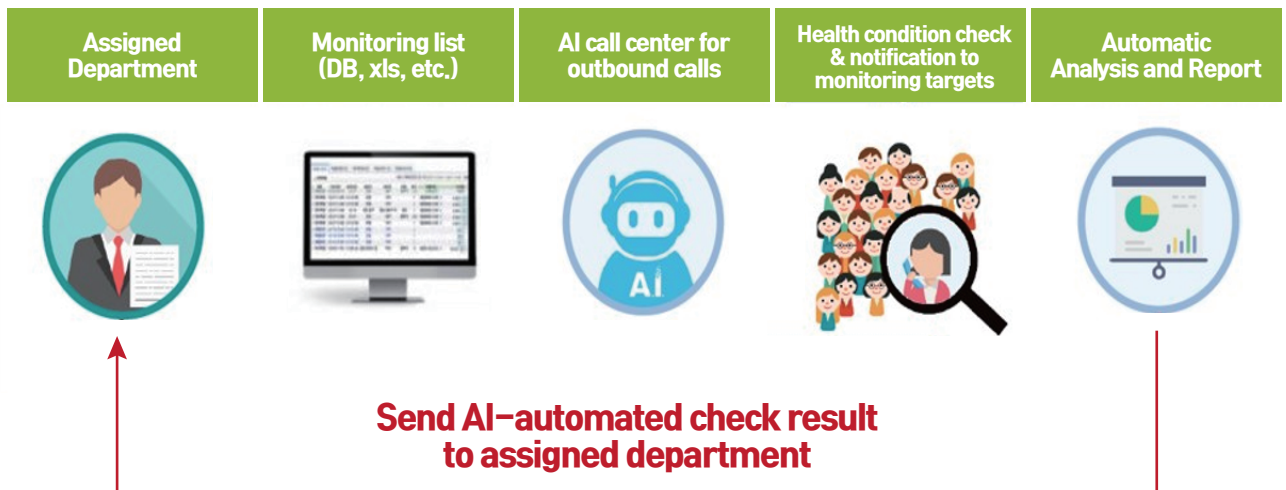 Assigned
Department
Monitoring list
(DB, xls, etc.)
AI call center for
outbound calls
Health condition check
& notification to
monitoring targets
Automatic
Analysis and Report
A.I.
Send AI-automated check result
to assigned department